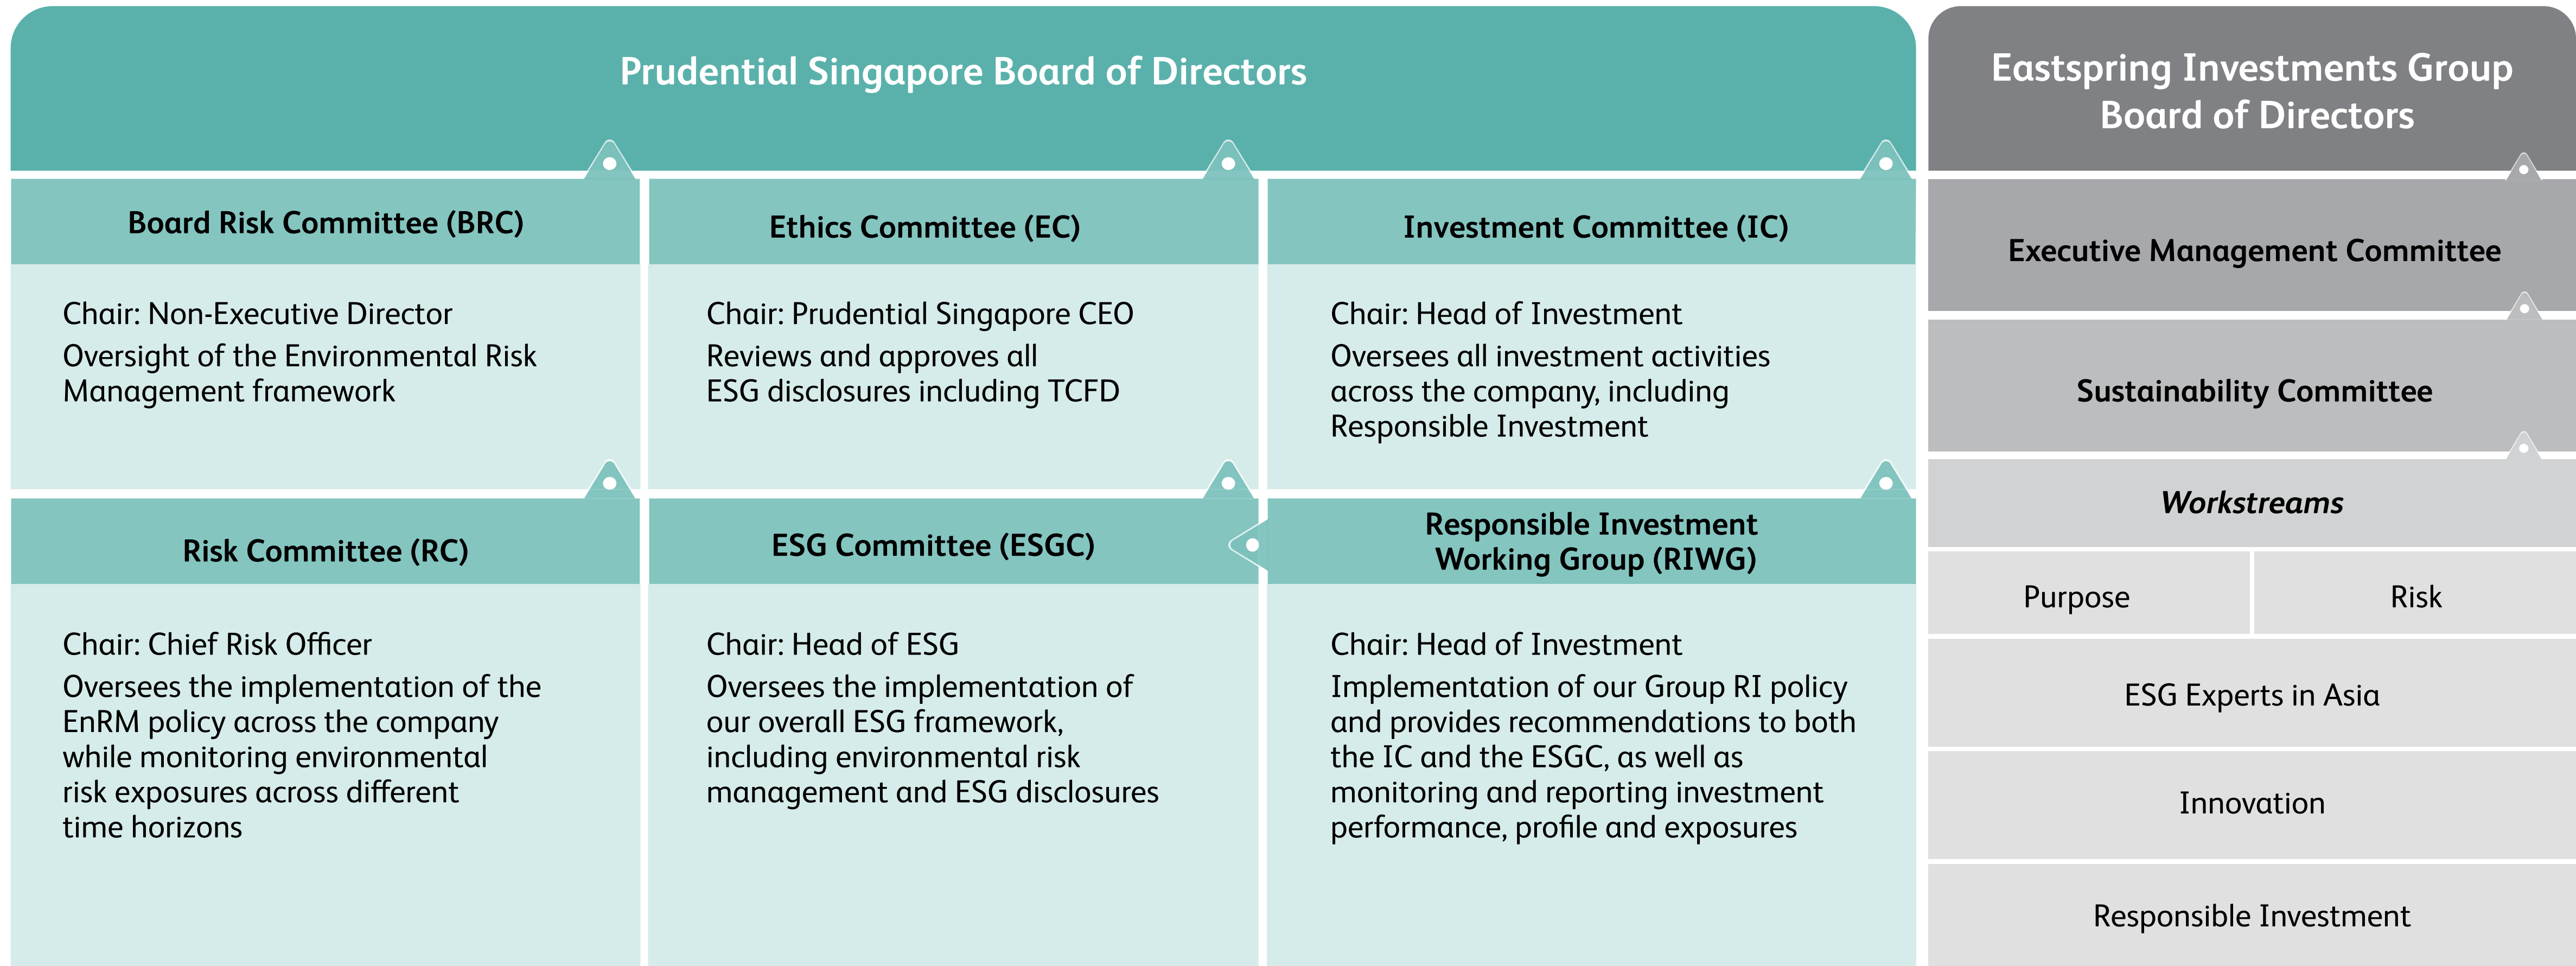 Prudential Singapore Board of Directors
Board Risk Committee (BRC)
Chair: Non-Executive Director
Oversight of the Environmental Risk
Management framework
Ethics Committee (EC)
Chair: Prudential Singapore CEO
Reviews and approves all
ESG disclosures including TCFD
Investment Committee (IC)
Chair: Head of Investment
Oversees all investment activities
across the company, including
Responsible Investment
Risk Committee (RC)
Chair: Chief Risk Officer
Oversees the implementation of the
EnRM policy across the company
while monitoring environmental
risk exposures across different
time horizons
ESG Committee (ESGC)
Chair: Head of ESG
Oversees the implementation of
our overall ESG framework,
including environmental risk
management and ESG disclosures
Responsible Investment
Working Group (RIWG)
Chair: Head of Investment
Implementation of our Group RI policy
and provides recommendations to both
the IC and the ESGC, as well as
monitoring and reporting investment
performance, profile and exposures
Eastspring Investments Group
Board of Directors
Executive Management Committee
Sustainability Committee
Workstreams
Purpose
Risk
ESG Experts in Asia
Innovation
Responsible Investment